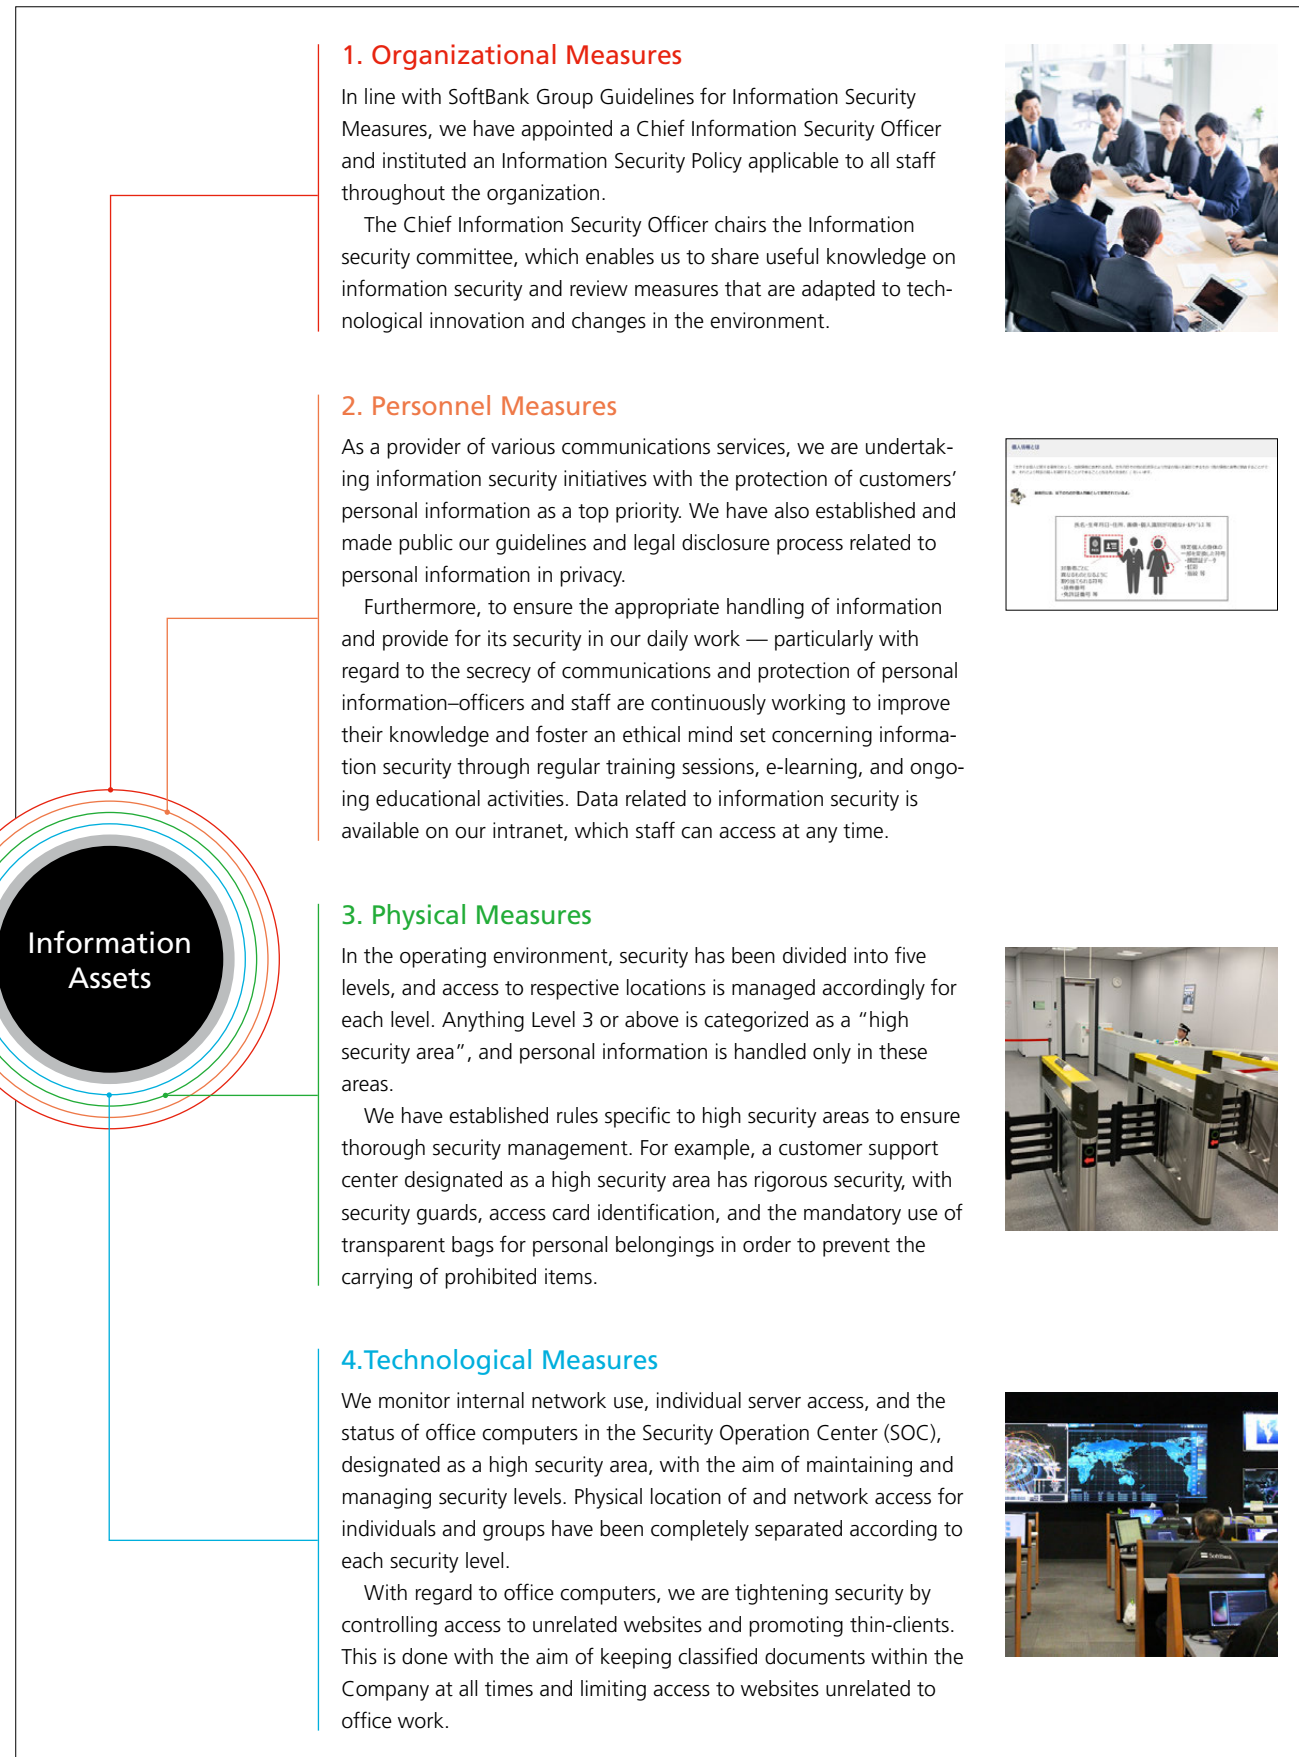 1. Organizational Measures
In line with SoftBank Group Guidelines for Information Security
Measures, we have appointed a Chief Information Security Officer
and instituted an Information Security Policy applicable to all staff
throughout the organization.
The Chief Information Security Officer chairs the Information
security committee, which enables us to share useful knowledge on
information security and review measures that are adapted to tech-
nological innovation and changes in the environment.
2. Personnel Measures
As a provider of various communications services, we are undertak-
ing information security initiatives with the protection of customers'
personal information as a top priority. We have also established and
made public our guidelines and legal disclosure process related to
personal information in privacy.
Furthermore, to ensure the appropriate handling of information
and provide for its security in our daily work — particularly with
regard to the secrecy of communications and protection of personal
information–officers and staff are continuously working to improve
their knowledge and foster an ethical mind set concerning informa-
tion security through regular training sessions, e-learning, and ongo-
ing educational activities. Data related to information security is
available on our intranet, which staff can access at any time.
個人情報とは
Information
Assets
3. Physical Measures
In the operating environment, security has been divided into five
levels, and access to respective locations is managed accordingly for
each level. Anything Level 3 or above is categorized as a “high
security area”, and personal information is handled only in these
areas.
We have established rules specific to high security areas to ensure
thorough security management. For example, a customer support
center designated as a high security area has rigorous security, with
security guards, access card identification, and the mandatory use of
transparent bags for personal belongings in order to prevent the
carrying of prohibited items.
4.Technological Measures
We monitor internal network use, individual server access, and the
status of office computers in the Security Operation Center (SOC),
designated as a high security area, with the aim of maintaining and
managing security levels. Physical location of and network access for
individuals and groups have been completely separated according to
each security level.
With regard to office computers, we are tightening security by
controlling access to unrelated websites and promoting thin-clients.
This is done with the aim of keeping classified documents within the
Company at all times and limiting access to websites unrelated to
office work.
SoftBank